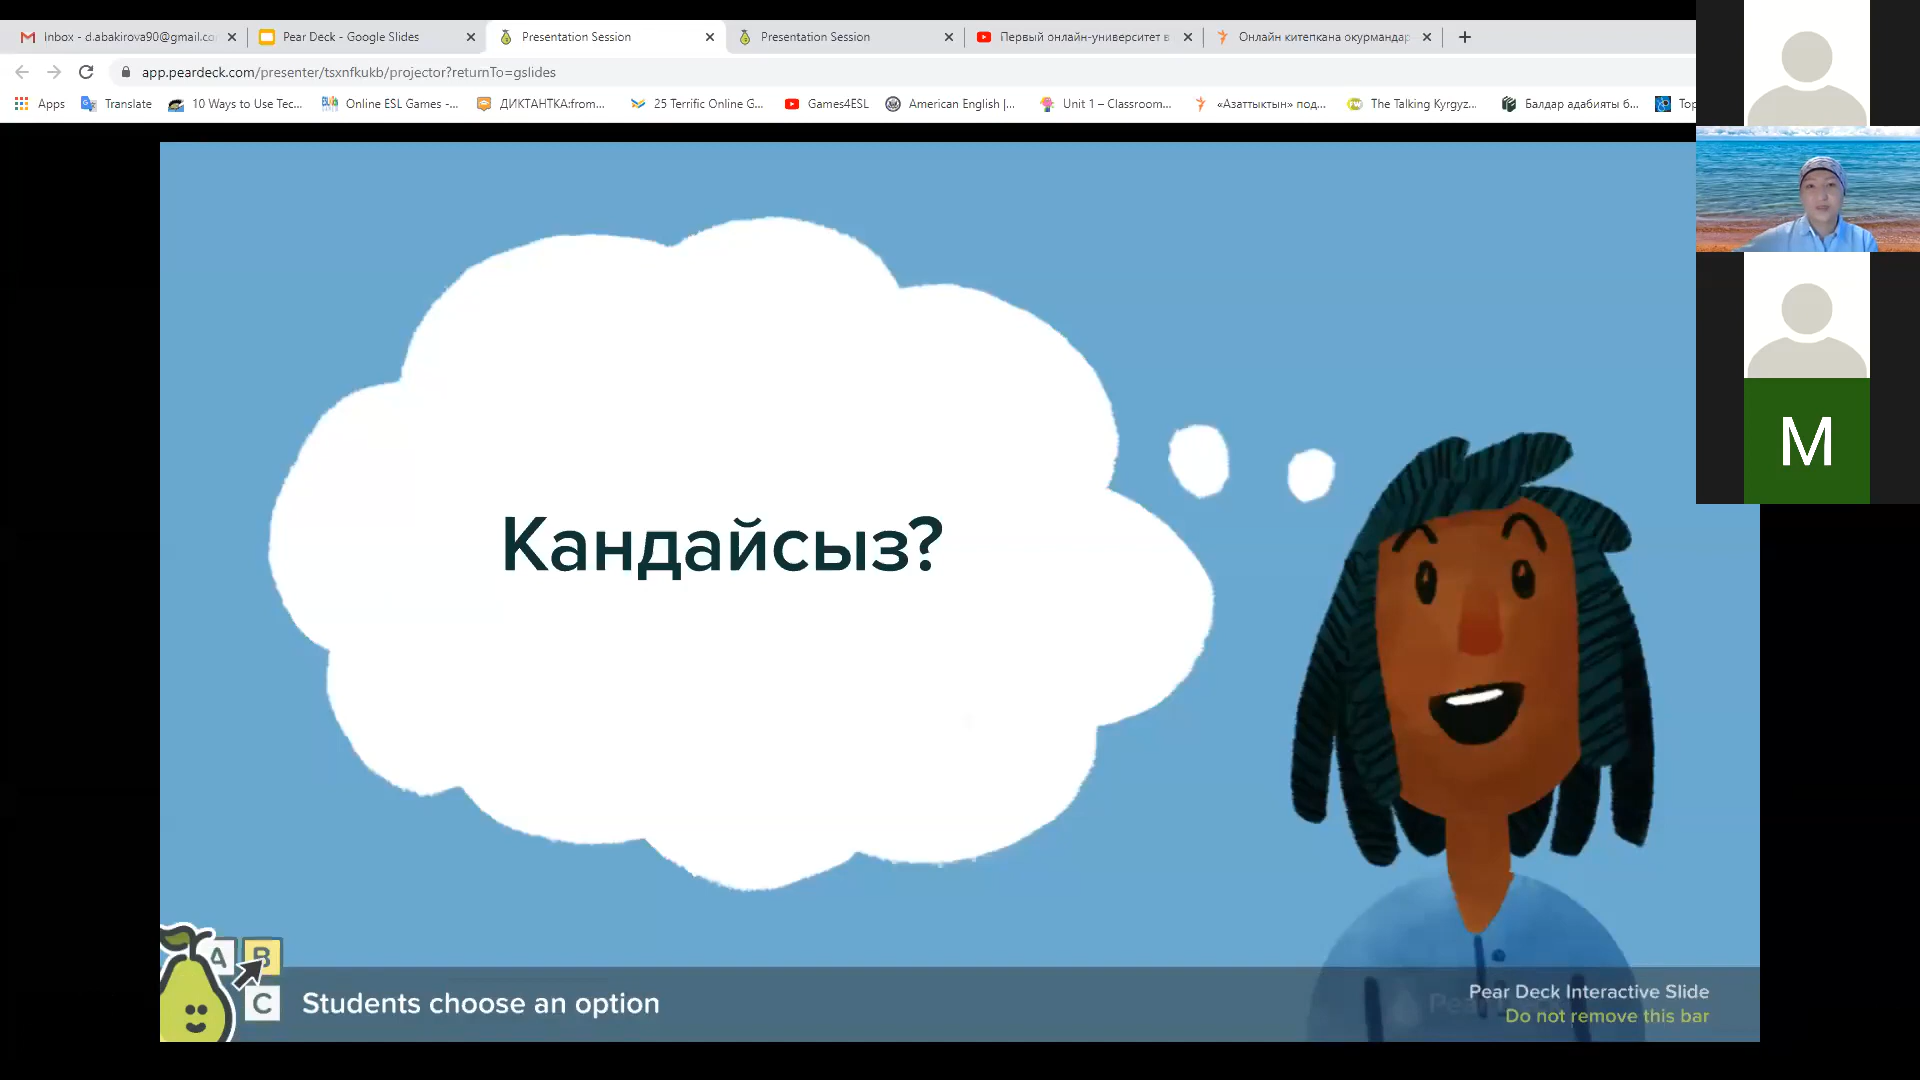 Inbox - d.abakirova90@gmail.co
Pear Deck - Google Slides
Presentation Session
Presentation Session
Первый онлайн-университет в
Онлайн китепкана окурмандар
app.peardeck.com/presenter/tsxnfkukb/projector?returnTo=gslides
Apps
Translate
10 Ways to Use Tec...
Online ESL Games -...
ДИКТАНТКА:from...
25 Terrific Online G...
Games4ESL
American English |...
Unit 1 – Classroom...
«Азаттыктын» под...
The Talking Kyrgyz...
Балдар адабияты б...
Top
M
Кандайсыз?
A B
C
Students choose an option
Pear Deck Interactive Slide
Do not remove this bar